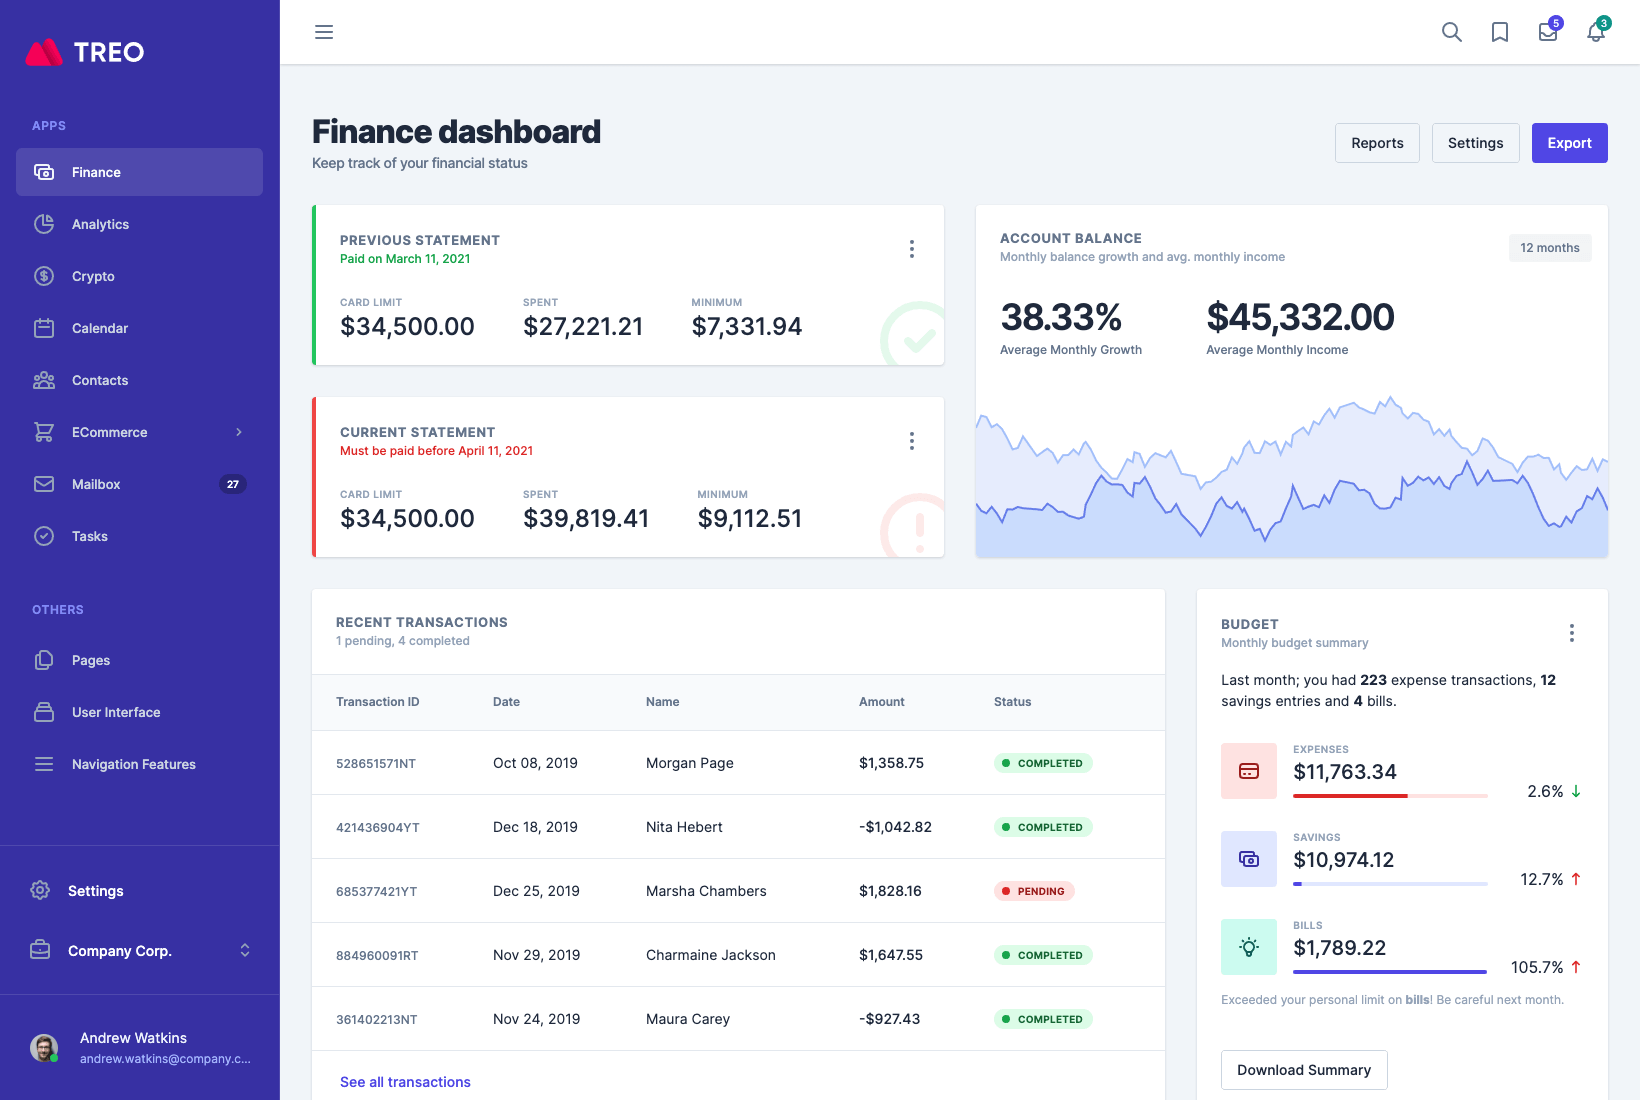 TREO
APPS
Finance
Analytics
Crypto
Calendar
Contacts
ECommerce
Mailbox 27
Tasks
OTHERS
Pages
User Interface
Navigation Features
Settings
Company Corp.
Andrew Watkins
andrew.watkins@company.c...
5
3
Finance dashboard
Keep track of your financial status
Reports
Settings
Export
PREVIOUS STATEMENT
Paid on March 11, 2021
CARD LIMIT SPENT MINIMUM
$34,500.00 $27,221.21 $7,331.94
CURRENT STATEMENT
Must be paid before April 11, 2021
CARD LIMIT SPENT MINIMUM
$34,500.00 $39,819.41 $9,112.51
ACCOUNT BALANCE
Monthly balance growth and avg. monthly income
12 months
38.33% $45,332.00
Average Monthly Growth Average Monthly Income
RECENT TRANSACTIONS
1 pending, 4 completed
Transaction ID Date Name Amount Status
528651571NT Oct 08, 2019 Morgan Page $1,358.75 COMPLETED
421436904YT Dec 18, 2019 Nita Hebert -$1,042.82 COMPLETED
685377421YT Dec 25, 2019 Marsha Chambers $1,828.16 PENDING
884960091RT Nov 29, 2019 Charmaine Jackson $1,647.55 COMPLETED
361402213NT Nov 24, 2019 Maura Carey -$927.43 COMPLETED
See all transactions
BUDGET
Monthly budget summary
Last month; you had 223 expense transactions, 12
savings entries and 4 bills.
EXPENSES
$11,763.34
2.6%
SAVINGS
$10,974.12
12.7%
BILLS
$1,789.22
105.7%
Exceeded your personal limit on bills! Be careful next month.
Download Summary